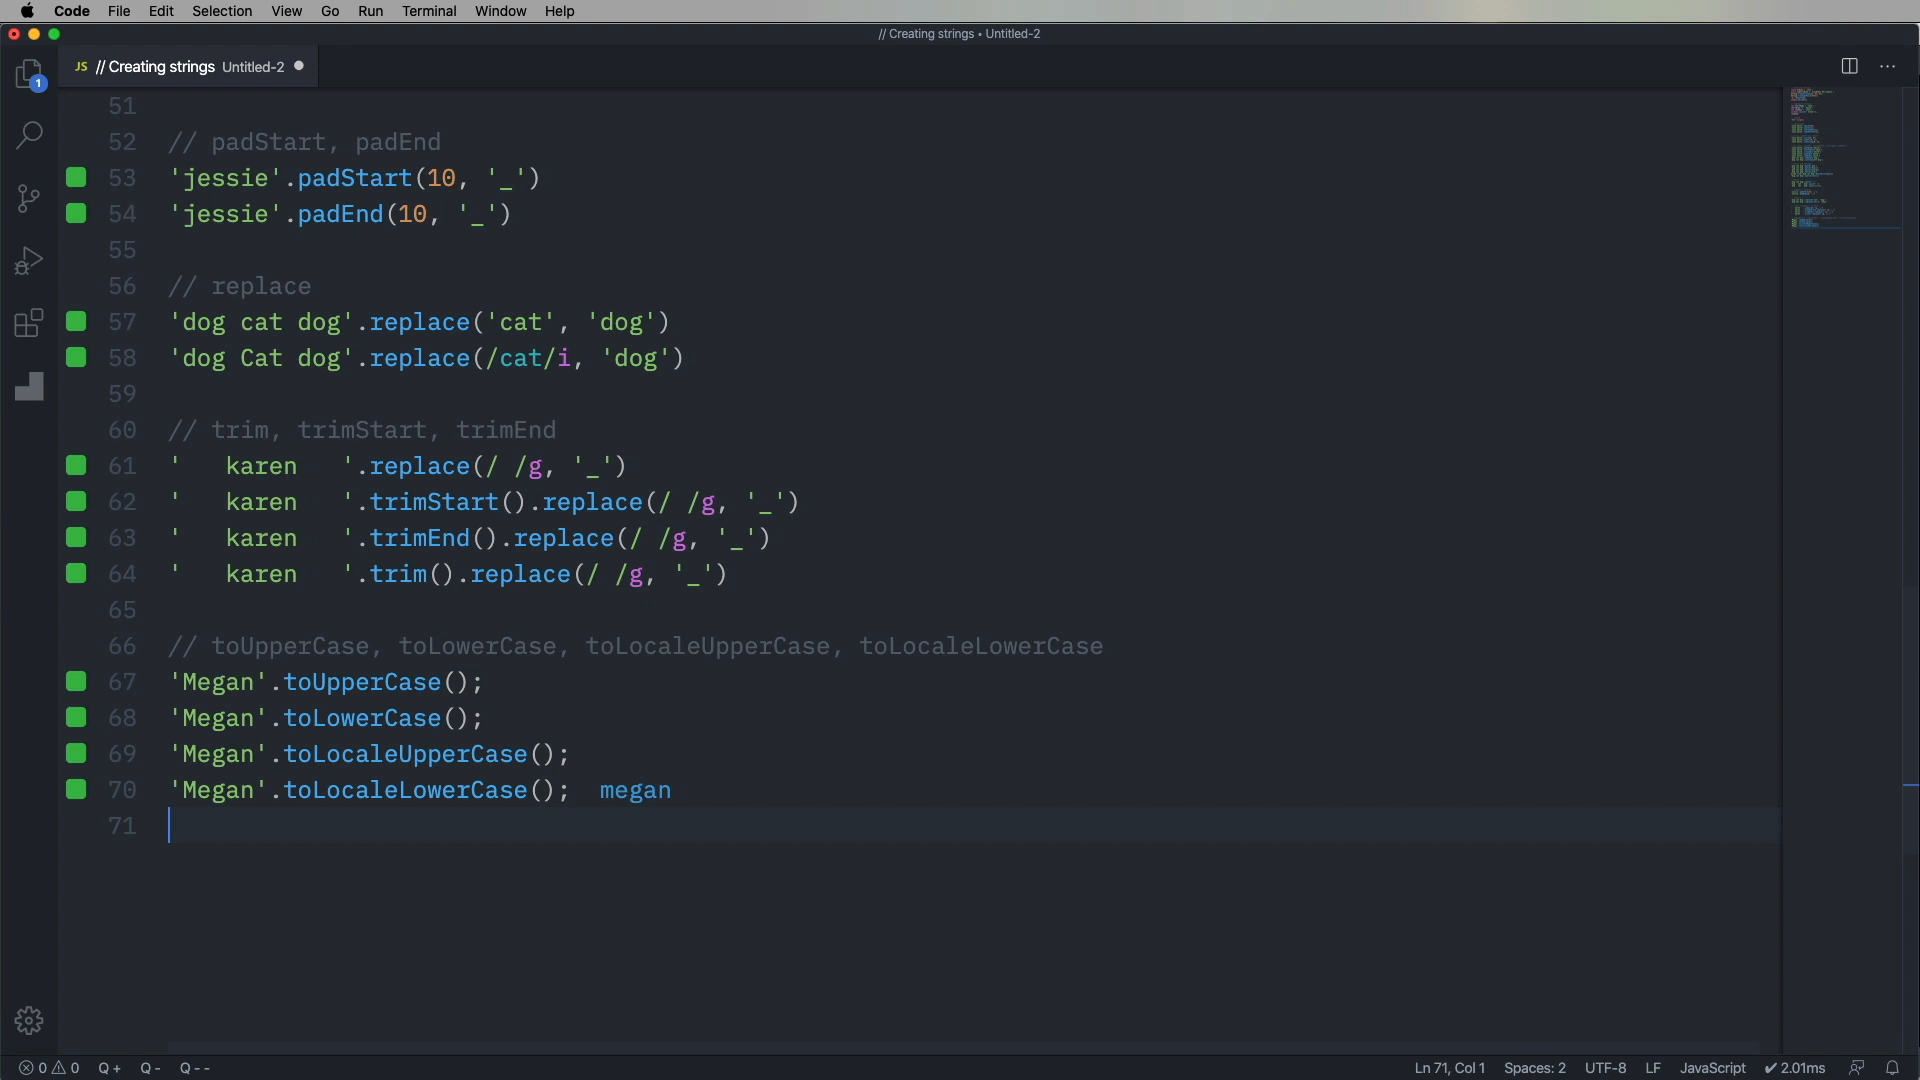 Code File Edit Selection View Go Run Terminal Window Help
// Creating strings • Untitled-2
JS // Creating strings Untitled-2
1
51
52 // padStart, padEnd
53 'jessie'.padStart(10, '_')
54 'jessie'.padEnd(10, '_')
55
56 // replace
57 'dog cat dog'.replace('cat', 'dog')
58 'dog Cat dog'.replace(/cat/i, 'dog')
59
60 // trim, trimStart, trimEnd
61 '   karen   '.replace(/ /g, '_')
62 '   karen   '.trimStart().replace(/ /g, '_')
63 '   karen   '.trimEnd().replace(/ /g, '_')
64 '   karen   '.trim().replace(/ /g, '_')
65
66 // toUpperCase, toLowerCase, toLocaleUpperCase, toLocaleLowerCase
67 'Megan'.toUpperCase();
68 'Megan'.toLowerCase();
69 'Megan'.toLocaleUpperCase();
70 'Megan'.toLocaleLowerCase();  megan
71
0 0 Q + Q - Q - - Ln 71, Col 1 Spaces: 2 UTF-8 LF JavaScript ✔ 2.01ms